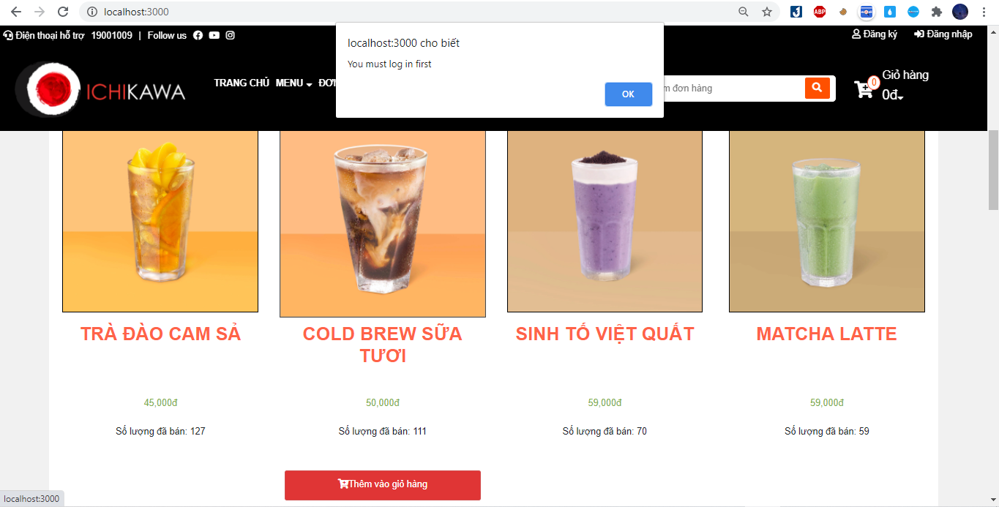 localhost:3000
ABP
Điện thoại hỗ trợ 19001009 | Follow us
Đăng ký
Đăng nhập
localhost:3000 cho biết
You must log in first
OK
ICHIKAWA
TRANG CHỦ
MENU
0
Giỏ hàng
0đ
đơn hàng
TRÀ ĐÀO CAM SẢ
COLD BREW SỮA
TƯƠI
SINH TỐ VIỆT QUẤT
MATCHA LATTE
45,000đ
50,000đ
59,000đ
59,000đ
Số lượng đã bán: 127
Số lượng đã bán: 111
Số lượng đã bán: 70
Số lượng đã bán: 59
Thêm vào giỏ hàng
localhost:3000